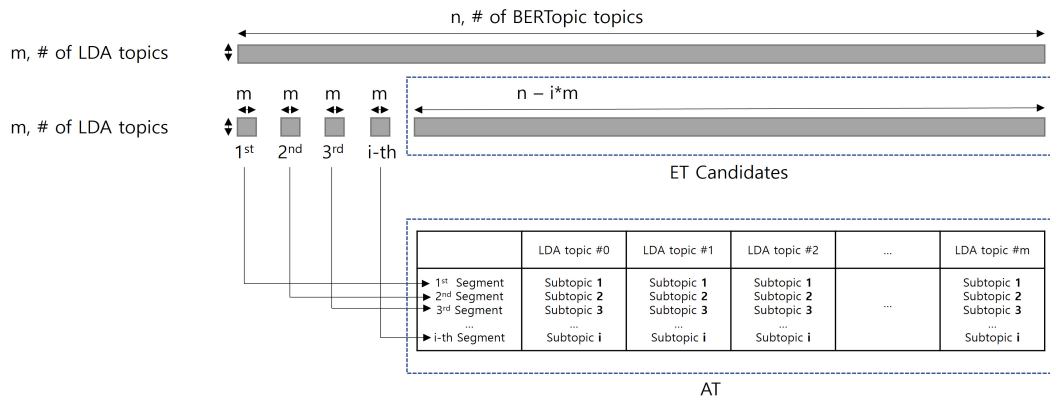 n, # of BERTopic topics
m, # of LDA topics
m m m m n – i*m
m, # of LDA topics
1st 2nd 3rd i-th
ET Candidates
LDA topic #0 LDA topic #1 LDA topic #2 ... LDA topic #m
1st Segment Subtopic 1 Subtopic 1 Subtopic 1 Subtopic 1
2nd Segment Subtopic 2 Subtopic 2 Subtopic 2 Subtopic 2
3rd Segment Subtopic 3 Subtopic 3 Subtopic 3 ... Subtopic 3
... ... ... ... ...
i-th Segment Subtopic i Subtopic i Subtopic i Subtopic i
AT